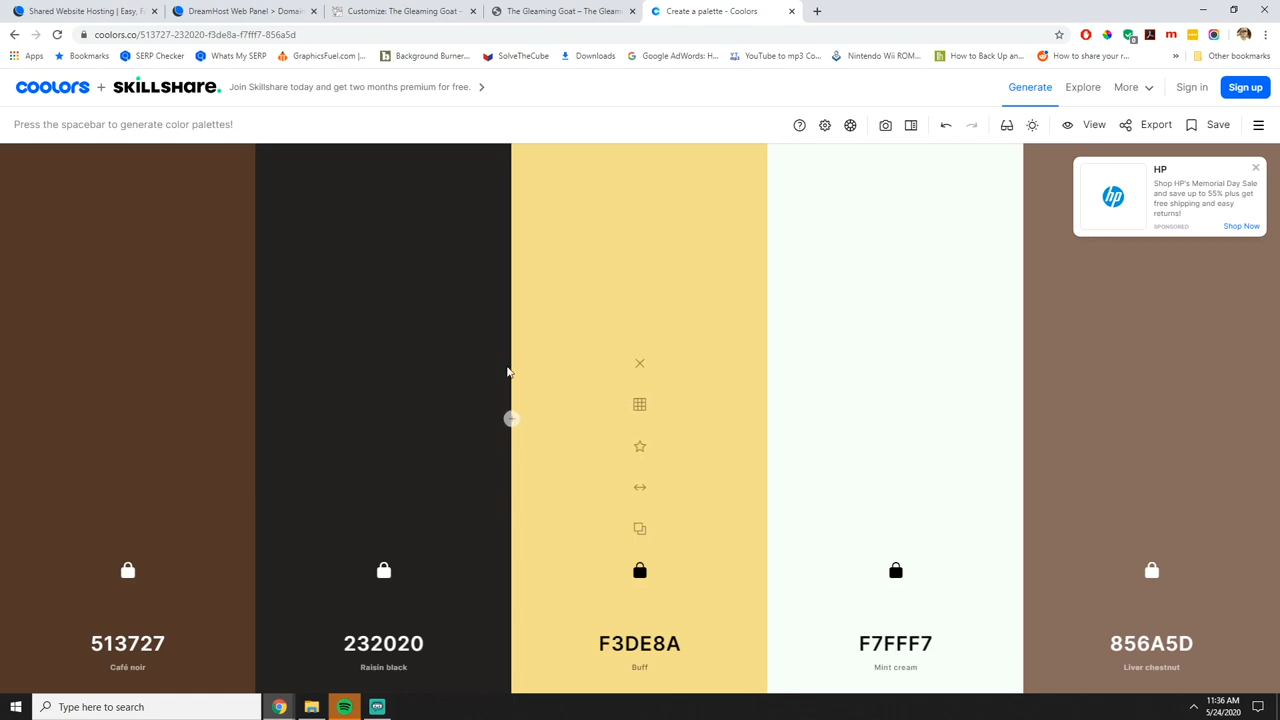 Shared Website Hosting | Easy, F
DreamHost Web Panel > Domain
Customize: The Gleaming Goat –
The Gleaming Goat – The Gleam
Create a palette - Coolors
coolors.co/513727-232020-f3de8a-f7fff7-856a5d
Apps
Bookmarks
SERP Checker
Whats My SERP
GraphicsFuel.com |...
Background Burner...
SolveTheCube
Downloads
Google AdWords: H...
YouTube to mp3 Co...
Nintendo Wii ROM...
How to Back Up an...
How to share your r...
»
Other bookmarks
coolors + SKILLSHARE. Join Skillshare today and get two months premium for free.
Generate
Explore
More
Sign in
Sign up
Press the spacebar to generate color palettes!
View
Export
Save
HP
Shop HP's Memorial Day Sale
and save up to 55% plus get
free shipping and easy
returns!
SPONSORED
Shop Now
513727
Café noir
232020
Raisin black
F3DE8A
Buff
F7FFF7
Mint cream
856A5D
Liver chestnut
Type here to search
11:36 AM
5/24/2020